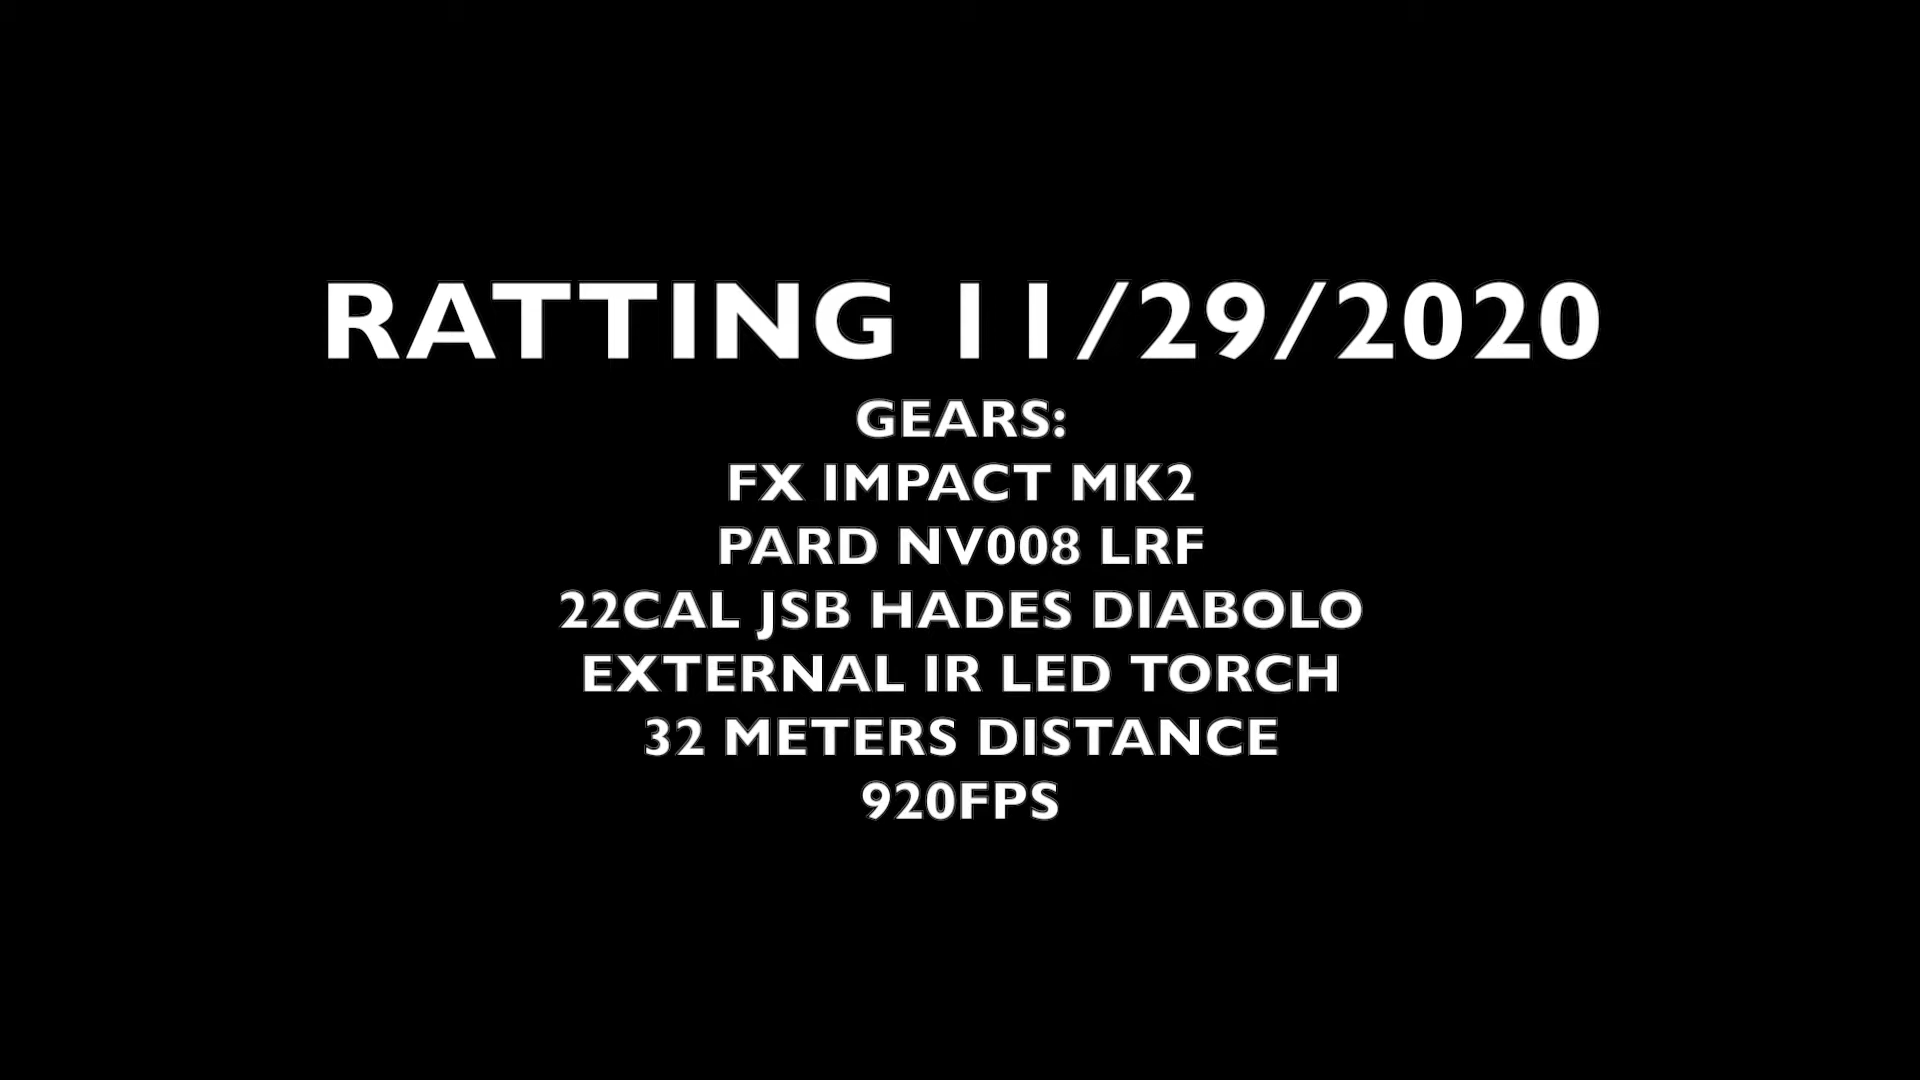 RATTING 11/29/2020
GEARS:
FX IMPACT MK2
PARD NV008 LRF
22CAL JSB HADES DIABOLO
EXTERNAL IR LED TORCH
32 METERS DISTANCE
920FPS